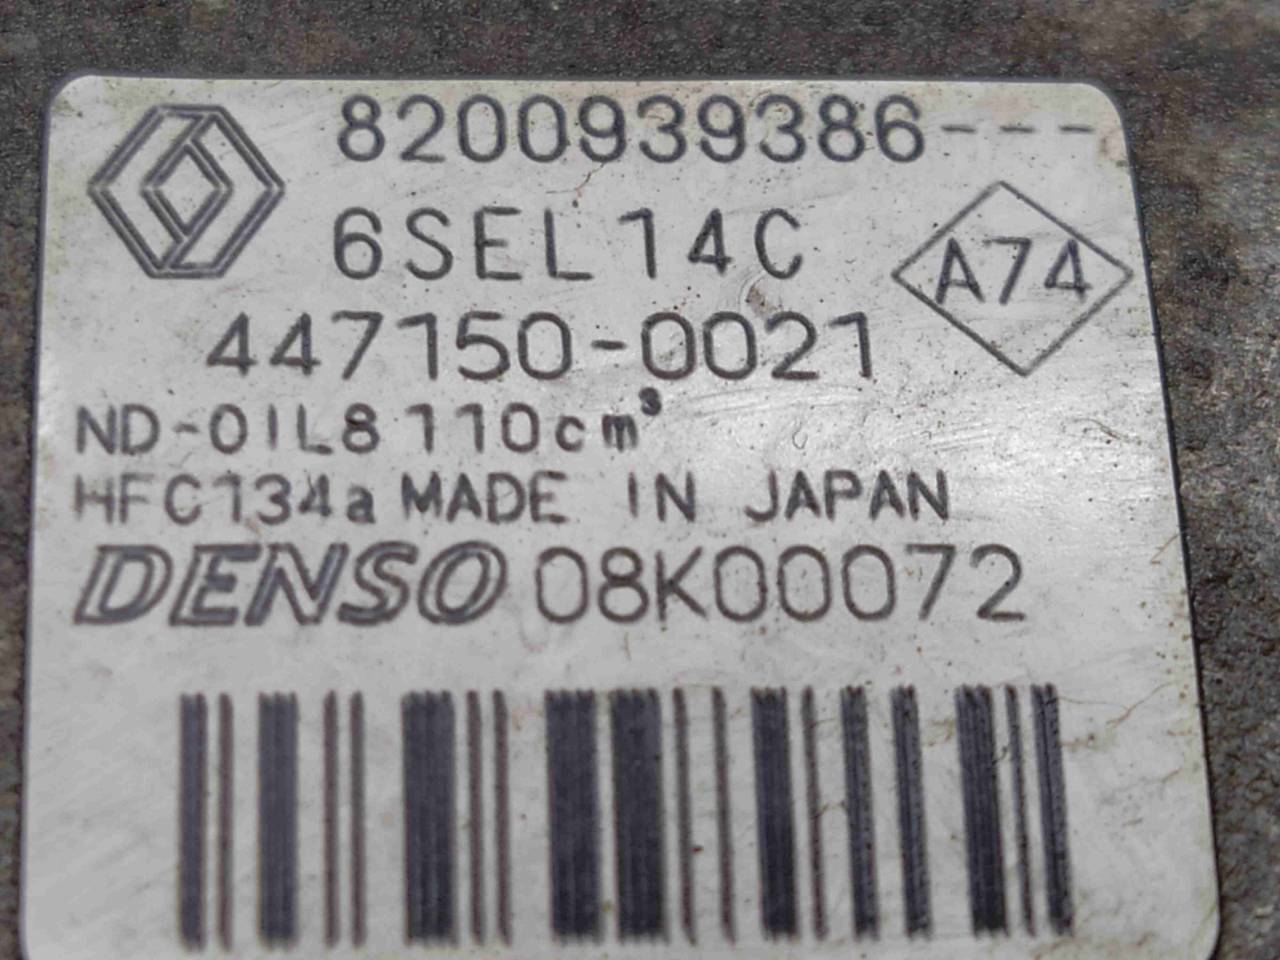 8200939386---
6SEL14C
A74
447150-0021
ND-OIL8 110cm³
HFC134a MADE IN JAPAN
DENSO 08K00072